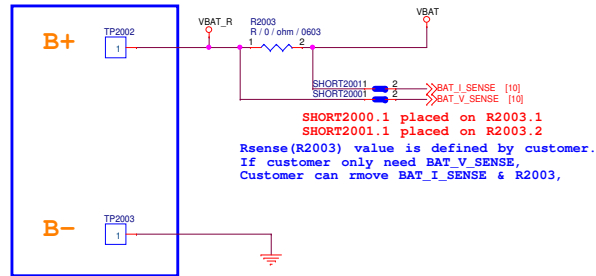 VBAT
VBAT_R
R2003
R / 0 / ohm / 0603
TP2002
B+
1
1
2
SHORT20011
2
BAT_I_SENSE [10]
SHORT20001
2
BAT_V_SENSE [10]
SHORT2000.1 placed on R2003.1
SHORT2001.1 placed on R2003.2
Rsense(R2003) value is defined by customer.
If customer only need BAT_V_SENSE,
Customer can rmove BAT_I_SENSE & R2003,
TP2003
B-
1